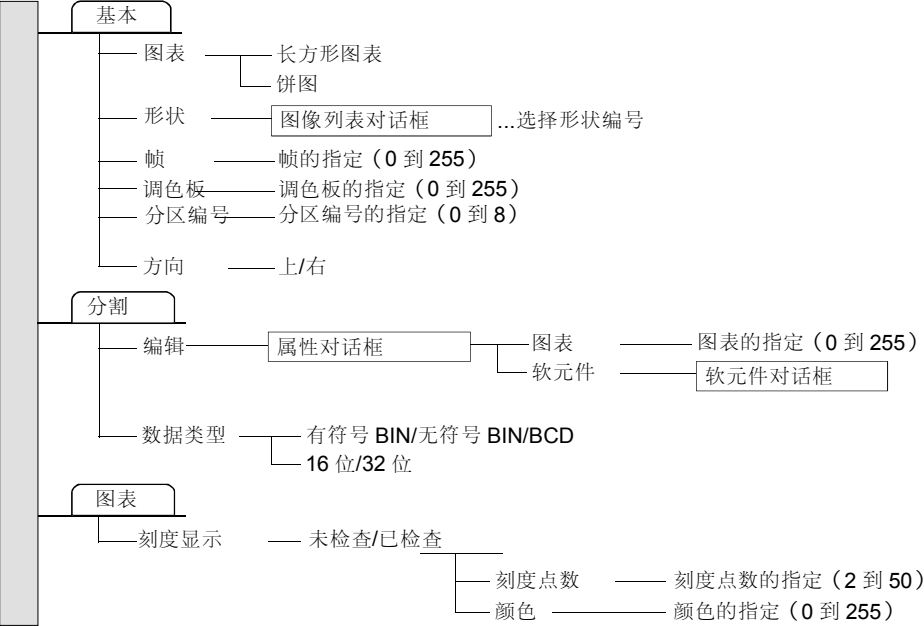 基本
图表 长方形图表
饼图
形状 图像列表对话框 ...选择形状编号
帧 帧的指定（0 到 255）
调色板 调色板的指定（0 到 255）
分区编号 分区编号的指定（0 到 8）
方向 上/右
分割
编辑 属性对话框 图表 图表的指定（0 到 255）
软元件 软元件对话框
数据类型 有符号 BIN/无符号 BIN/BCD
16 位/32 位
图表
刻度显示 未检查/已检查
刻度点数 刻度点数的指定（2 到 50）
颜色 颜色的指定（0 到 255）